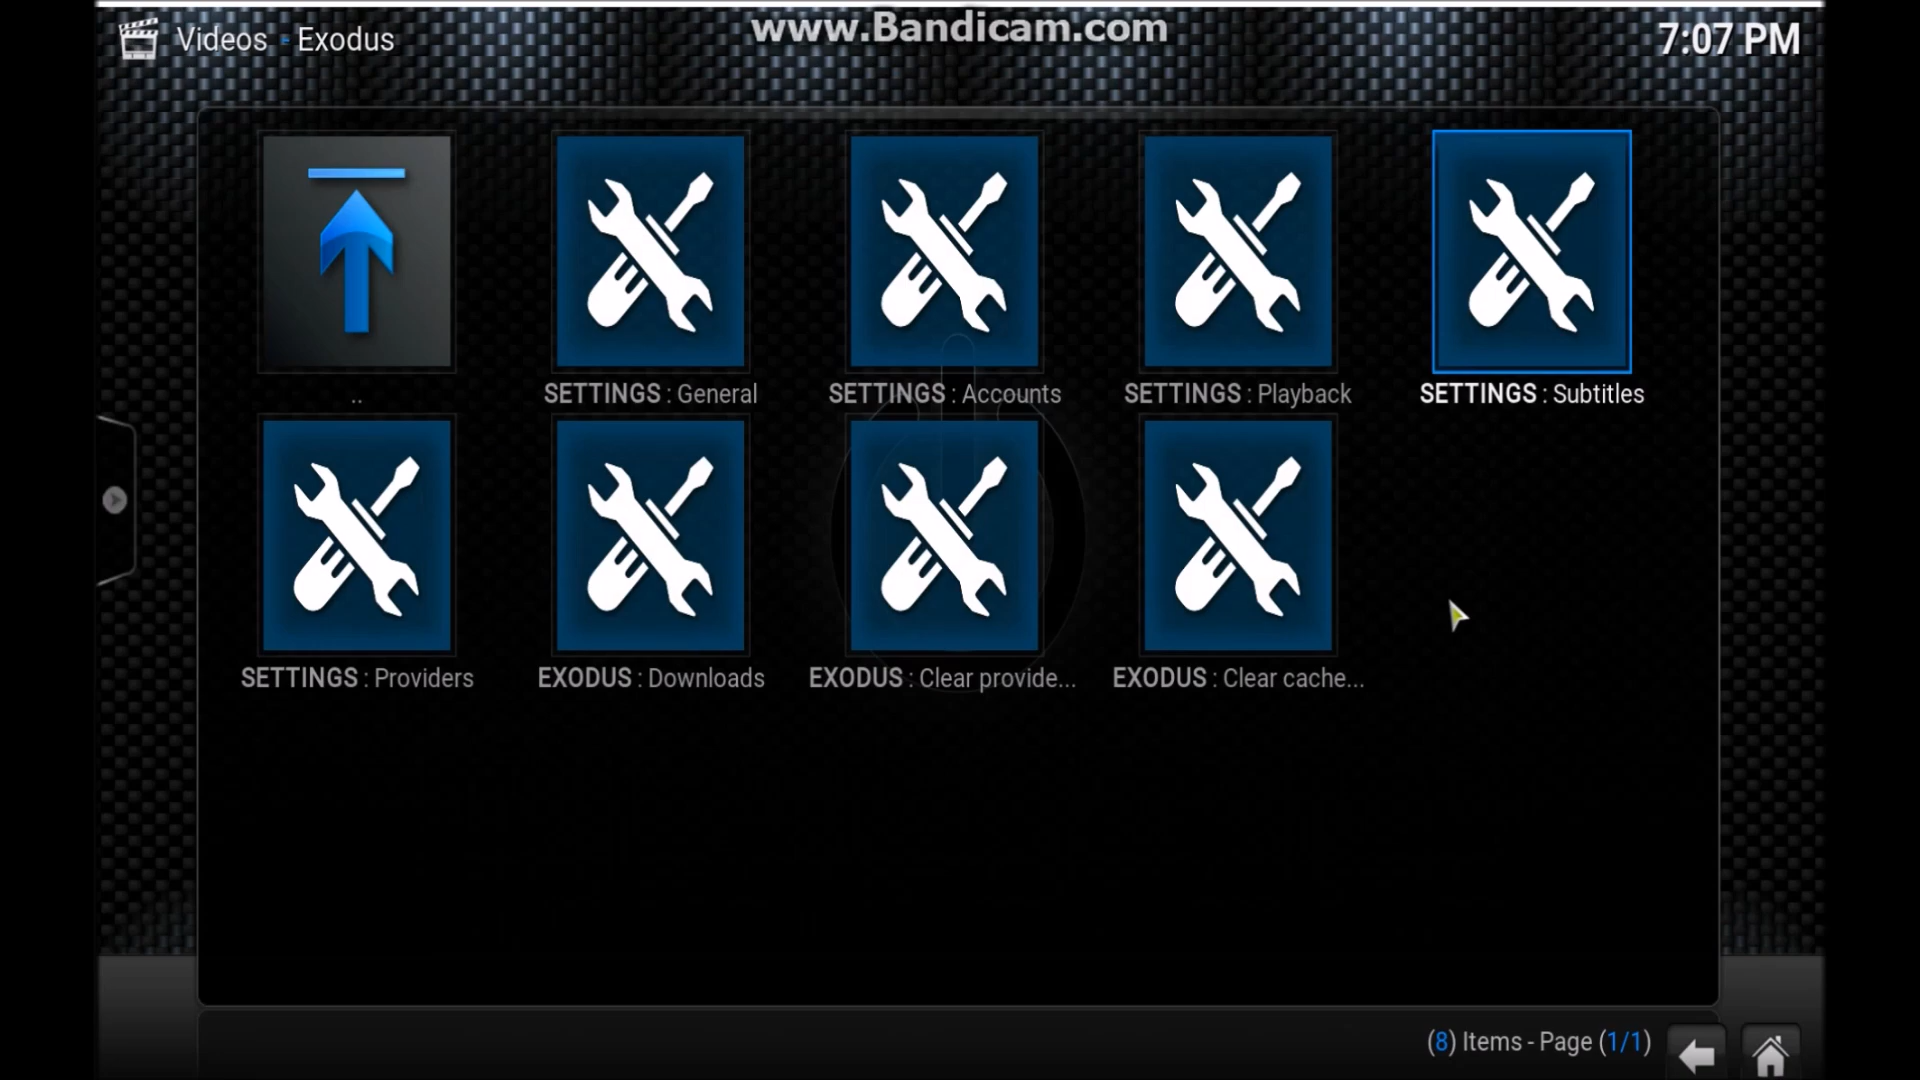 Videos - Exodus
www.Bandicam.com
7:07 PM
..
SETTINGS : General
SETTINGS : Accounts
SETTINGS : Playback
SETTINGS : Subtitles
SETTINGS : Providers
EXODUS : Downloads
EXODUS : Clear provide...
EXODUS : Clear cache...
(8) Items - Page (1/1)